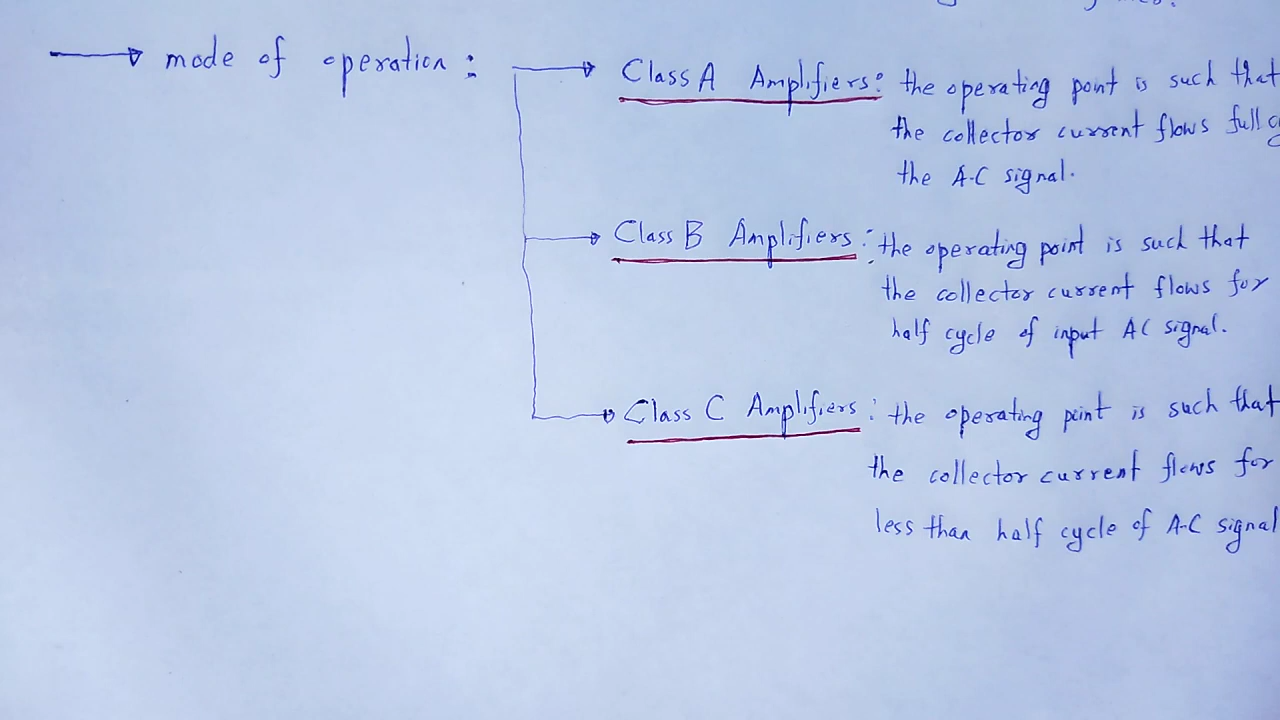 → mode of operation :
→ Class A Amplifiers: the operating point is such that
the collector current flows full
the A-C signal.
→ Class B Amplifiers : the operating point is such that
the collector current flows for
half cycle of input AC signal.
→ Class C Amplifiers : the operating point is such that
the collector current flows for
less than half cycle of A-C signal